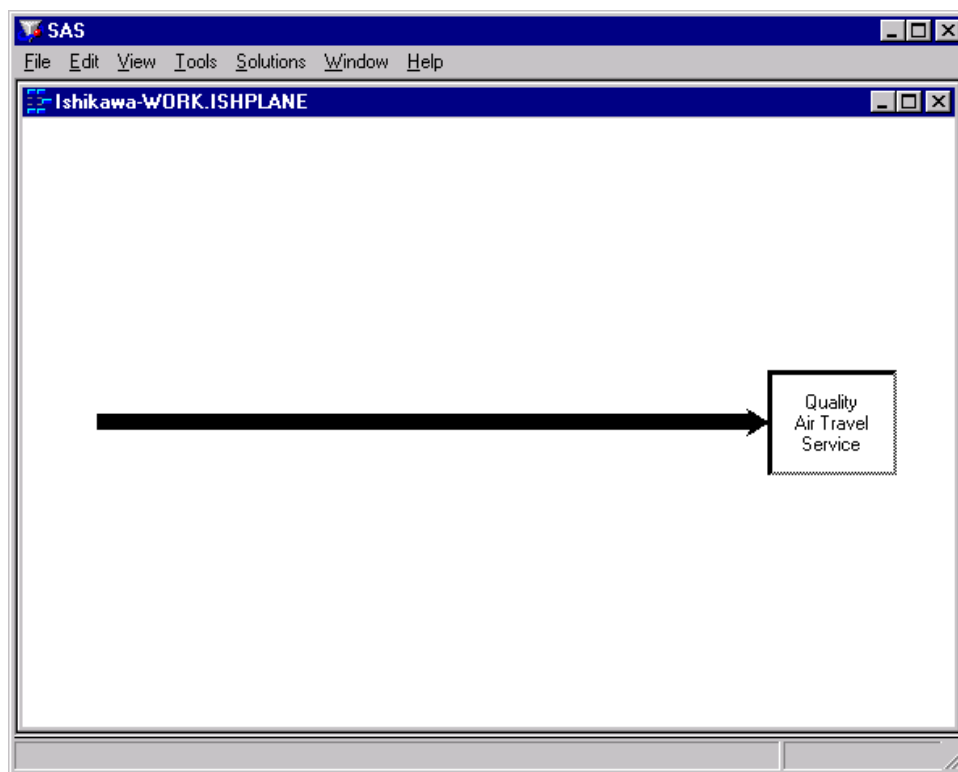 SAS
File Edit View Tools Solutions Window Help
Ishikawa-WORK.ISHPLANE
Quality
Air Travel
Service